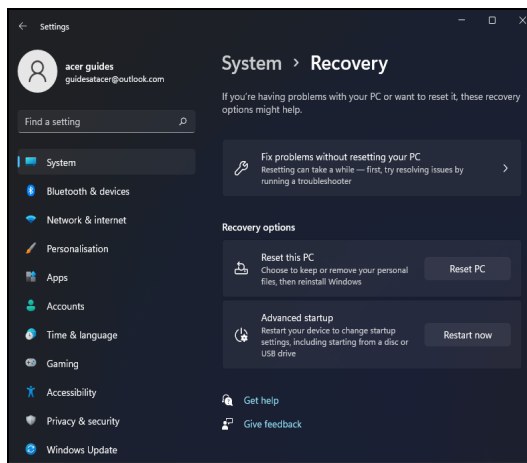 Settings
acer guides
guidesatacer@outlook.com
Find a setting
System
Bluetooth & devices
Network & internet
Personalisation
Apps
Accounts
Time & language
Gaming
Accessibility
Privacy & security
Windows Update
System > Recovery
If you're having problems with your PC or want to reset it, these recovery
options might help.
Fix problems without resetting your PC
Resetting can take a while — first, try resolving issues by
running a troubleshooter
Recovery options
Reset this PC
Choose to keep or remove your personal
files, then reinstall Windows
Reset PC
Advanced startup
Restart your device to change startup
settings, including starting from a disc or
USB drive
Restart now
Get help
Give feedback